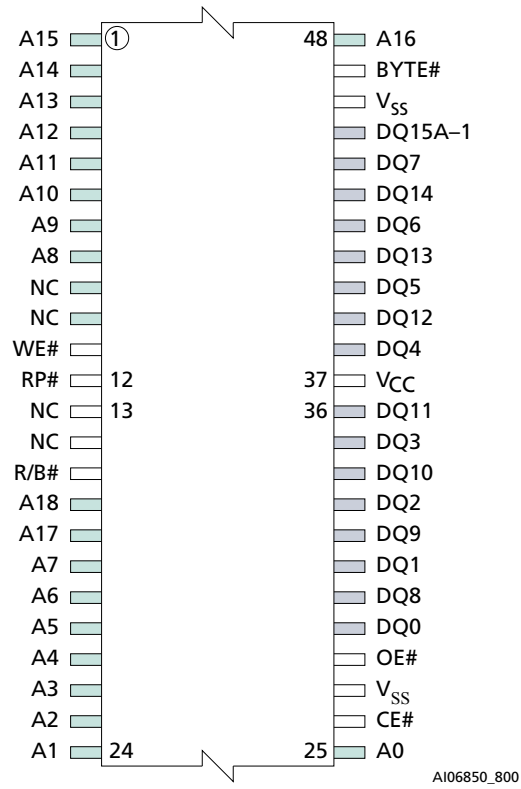 A15 1 48 A16
A14 BYTE#
A13 VSS
A12 DQ15A–1
A11 DQ7
A10 DQ14
A9 DQ6
A8 DQ13
NC DQ5
NC DQ12
WE# DQ4
RP# 12 37 VCC
NC 13 36 DQ11
NC DQ3
R/B# DQ10
A18 DQ2
A17 DQ9
A7 DQ1
A6 DQ8
A5 DQ0
A4 OE#
A3 VSS
A2 CE#
A1 24 25 A0
AI06850_800